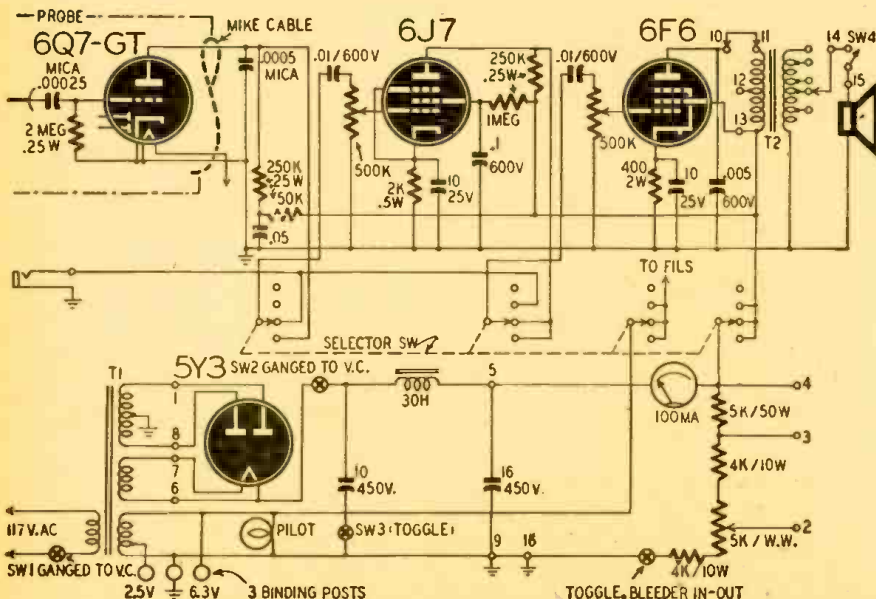 PROBE
MIKE CABLE
6Q7-GT
6J7
6F6
MICA
.00025
.0005
MICA
.01/600V
250K
.25W
.01/600V
10
11
14
SW4
12
15
13
T2
2 MEG
.25W
1MEG
500K
500K
250K
.25W
50K
.05
2K
.5W
10
25V
.1
600V
400
2W
10
25V
.005
600V
TO FILS
SELECTOR SW
T1
5Y3
SW2 GANGED TO V.C.
1
8
7
6
30H
5
100MA
4
5K/50W
3
4K/10W
10
450V.
16
450V.
117V.AC
PILOT
SW3 (TOGGLE)
9
16
2
5K/W.W.
SW1 GANGED TO V.C.
2.5V
6.3V
3 BINDING POSTS
4K/10W
TOGGLE, BLEEDER IN-OUT